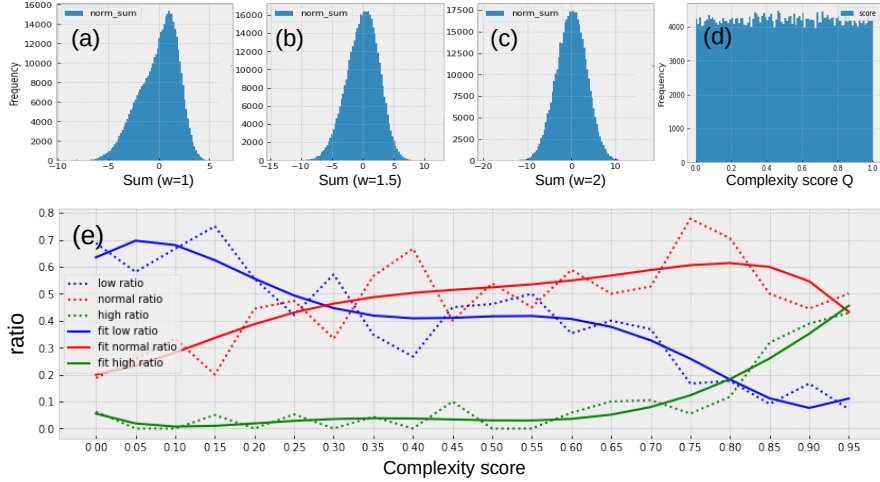 norm_sum
(a)
Frequency
16000
14000
12000
10000
8000
6000
4000
2000
0
−10 −5 0 5
Sum (w=1)
norm_sum
(b)
16000
14000
12000
10000
8000
6000
4000
2000
0
−15 −10 −5 0 5 10
Sum (w=1.5)
norm_sum
(c)
17500
15000
12500
10000
7500
5000
2500
0
−20 −10 0 10
Sum (w=2)
score
(d)
Frequency
4000
3000
2000
1000
0
0.0 0.2 0.4 0.6 0.8 1.0
Complexity score Q
(e)
ratio
0.8
0.7
0.6
0.5
0.4
0.3
0.2
0.1
0.0
low ratio
normal ratio
high ratio
fit low ratio
fit normal ratio
fit high ratio
0.00 0.05 0.10 0.15 0.20 0.25 0.30 0.35 0.40 0.45 0.50 0.55 0.60 0.65 0.70 0.75 0.80 0.85 0.90 0.95
Complexity score